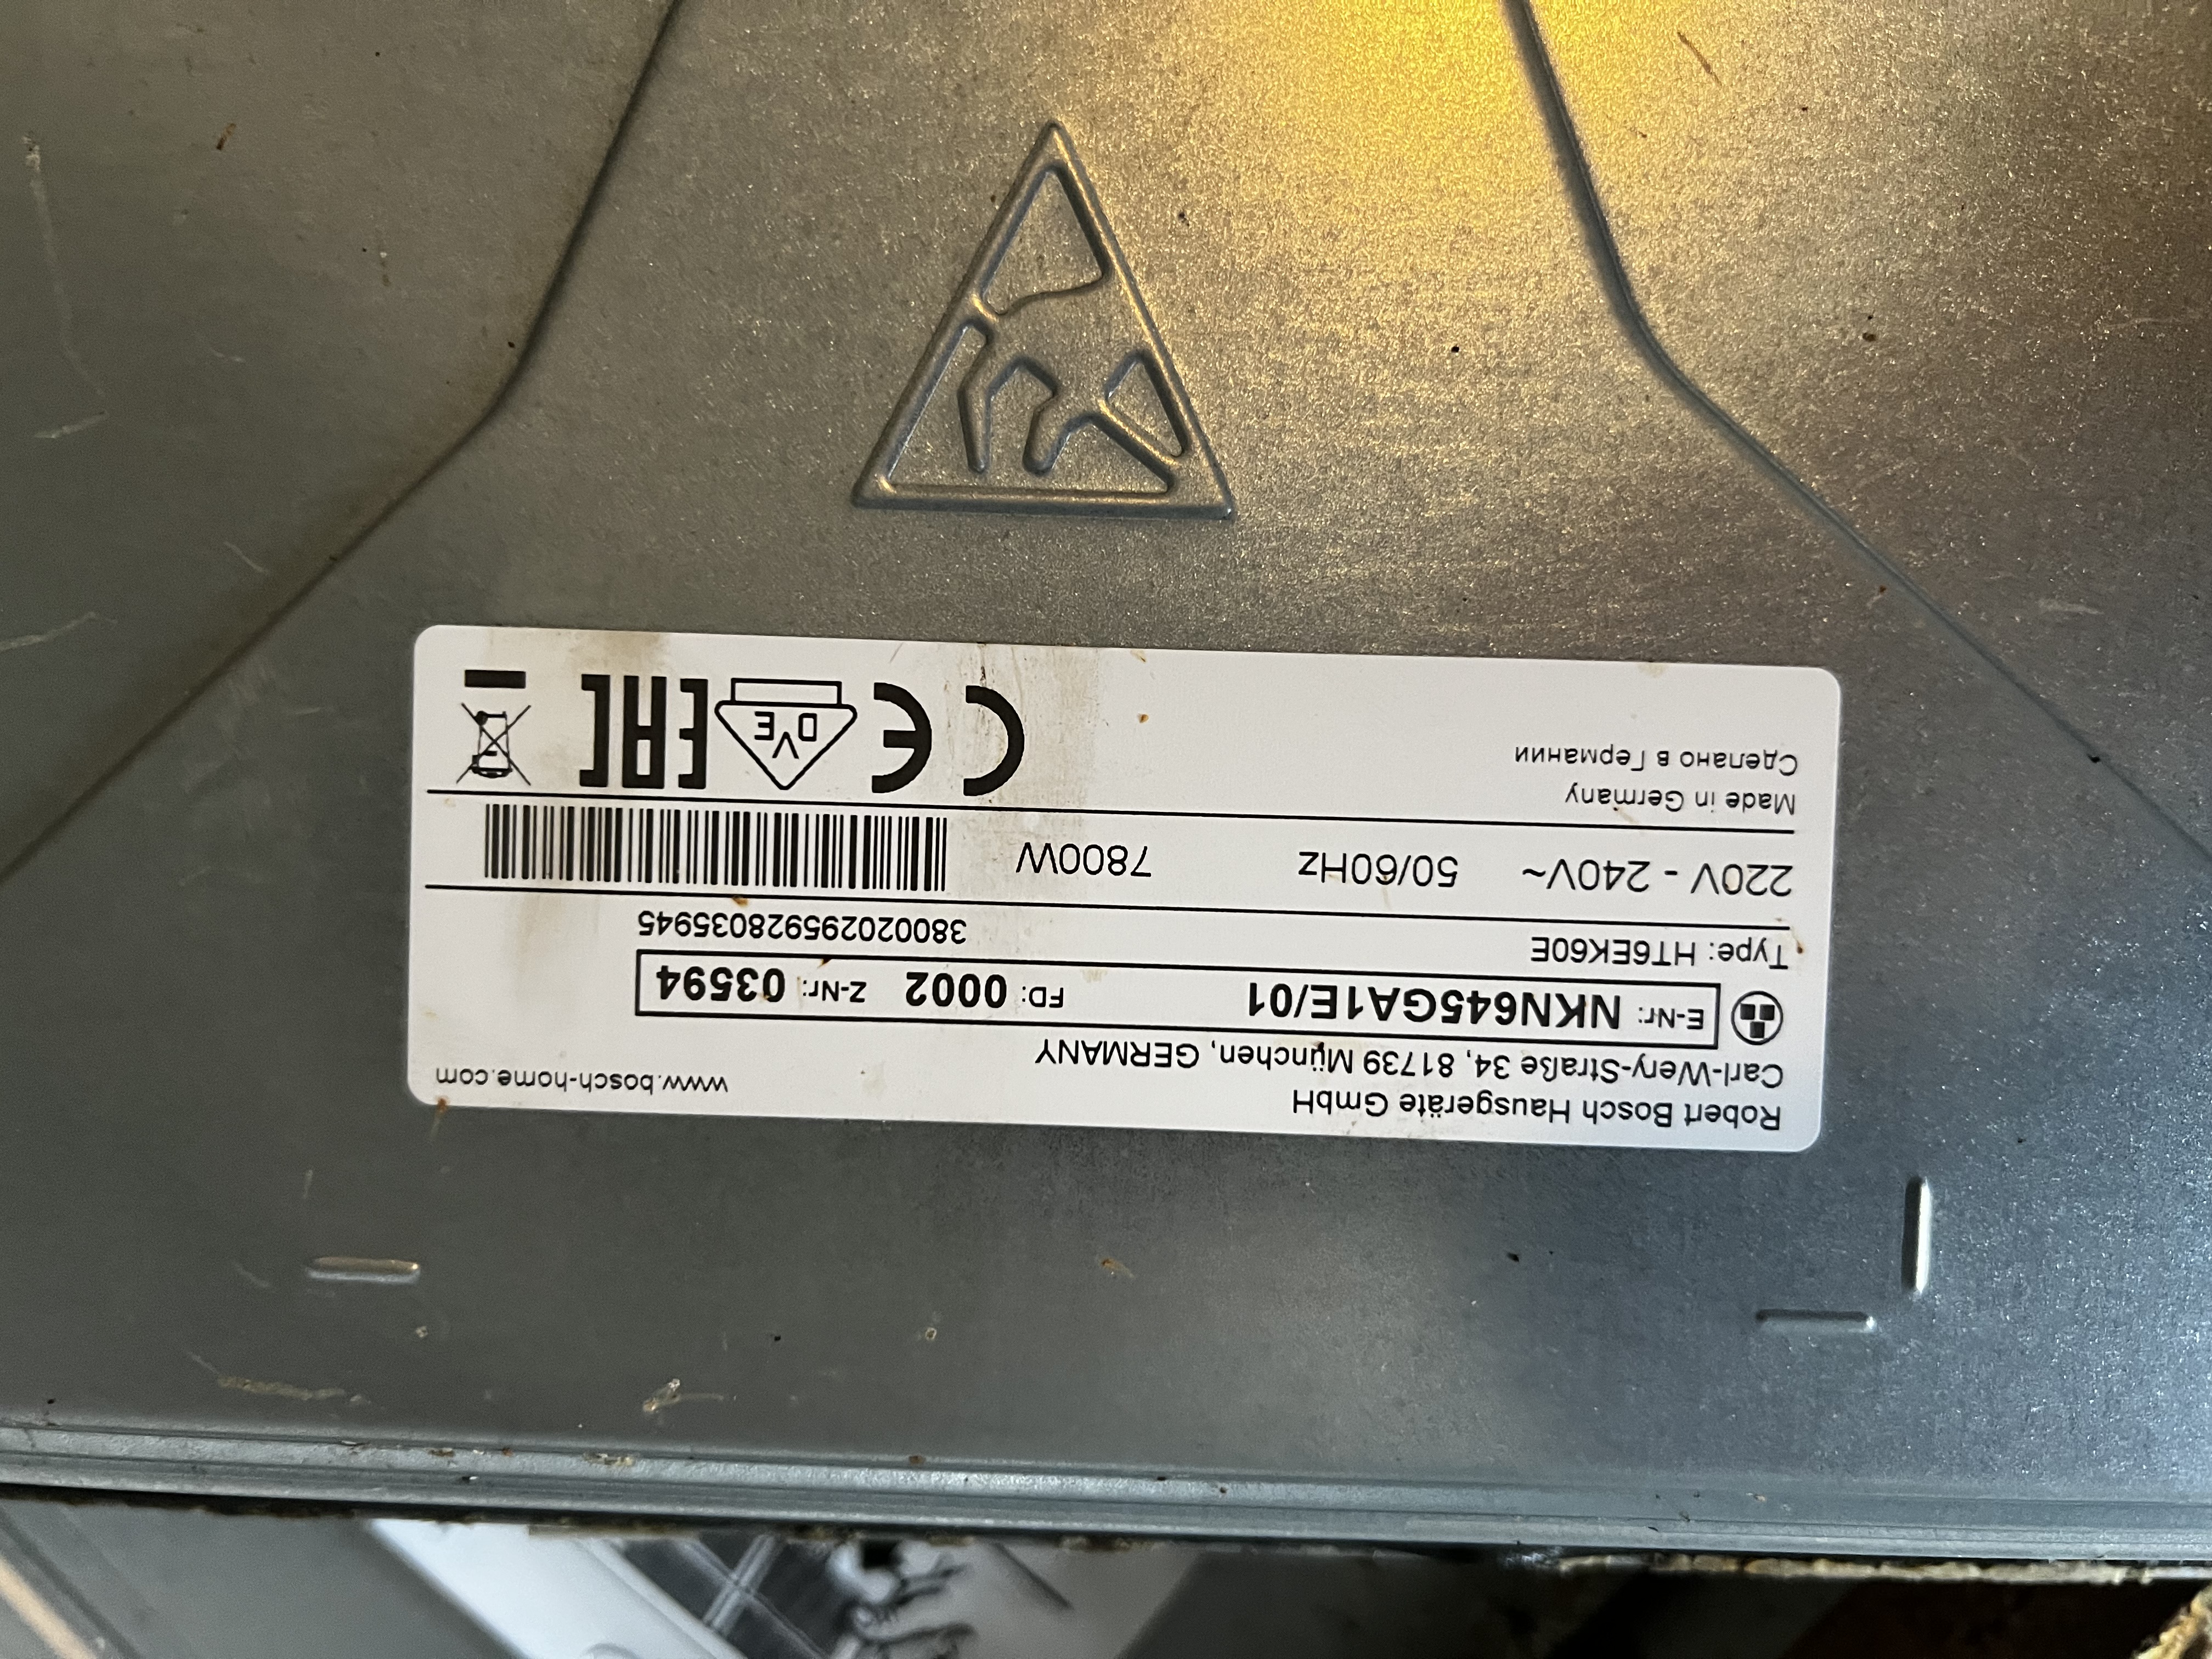 Robert Bosch Hausgeräte GmbH
Carl-Wery-Straße 34, 81739 München, GERMANY
www.bosch-home.com
E-Nr: NKN645GA1E/01 FD: 0002 Z-Nr: 03594
Type: HT6EK60E 380020295928035945
220V - 240V~ 50/60Hz 7800W
Made in Germany
Сделано в Германии
CE
DVE
EAC